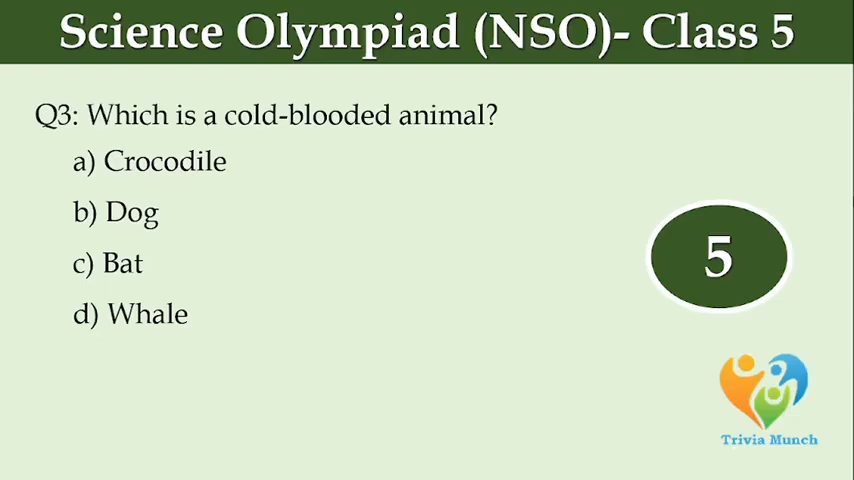 Science Olympiad (NSO)- Class 5
Q3: Which is a cold-blooded animal?
a) Crocodile
b) Dog
c) Bat
d) Whale
5
Trivia Munch